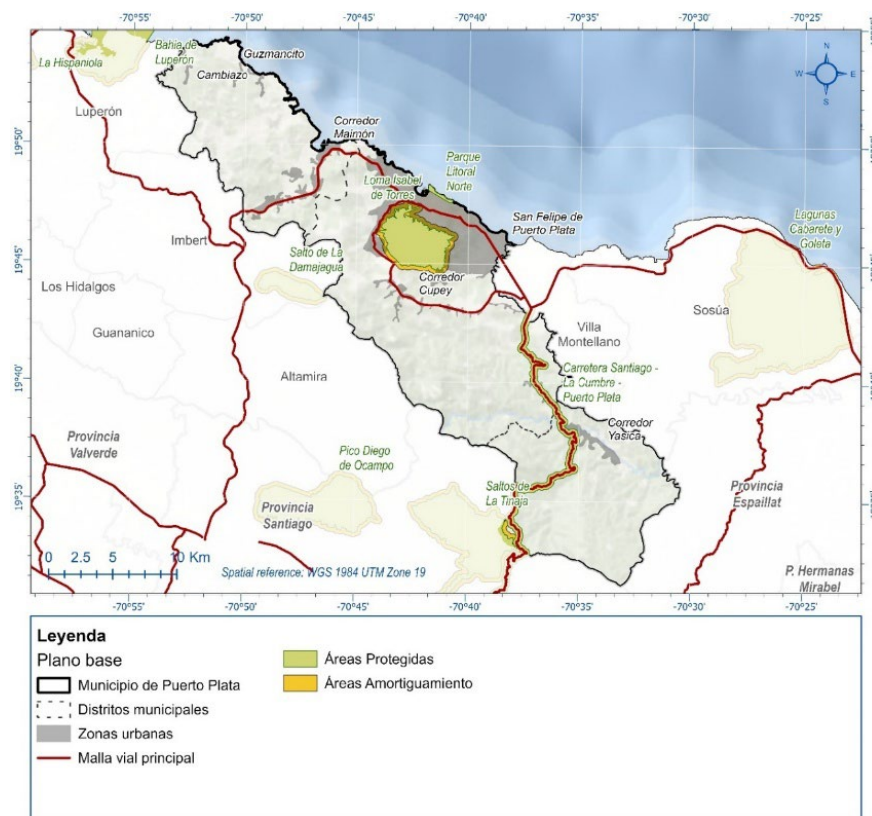 -70°55'
-70°50'
-70°45'
-70°40'
-70°35'
-70°30'
-70°25'
La Hispaniola
Bahia de
Luperon
Guzmancito
Cambiazo
N
W
E
S
Luperón
Corredor
Maimón
19°50'
Parque
Litoral
Norte
Loma Isabel
de Torres
San Felipe de
Puerto Plata
Lagunas
Cabarete y
Goleta
Imbert
19°45'
Salto de La
Damajagua
Corredor
Cupey
Los Hidalgos
Guananico
Villa
Montellano
Sosúa
Altamira
19°40'
Carretera Santiago -
La Cumbre -
Puerto Plata
Corredor
Yasica
Provincia
Valverde
Pico Diego
de Ocampo
19°35'
Saltos de
La Tinaja
Provincia
Espaillat
Provincia
Santiago
0 2.5 5 10 Km
Spatial reference: WGS 1984 UTM Zone 19
P. Hermanas
Mirabel
-70°55'
-70°50'
-70°45'
-70°40'
-70°35'
-70°30'
-70°25'
Leyenda
Plano base
Municipio de Puerto Plata
Distritos municipales
Zonas urbanas
Malla vial principal
Áreas Protegidas
Áreas Amortiguamiento